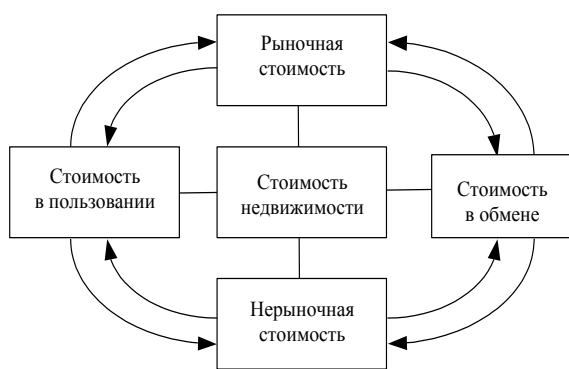 Рыночная
стоимость
Стоимость
в пользовании
Стоимость
недвижимости
Стоимость
в обмене
Нерыночная
стоимость